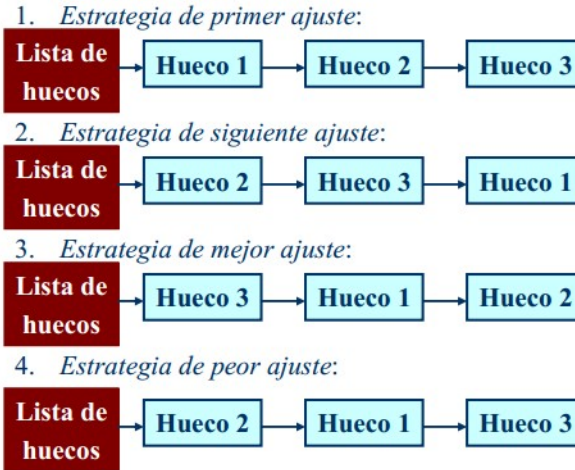 1. Estrategia de primer ajuste:
Lista de huecos Hueco 1 Hueco 2 Hueco 3
2. Estrategia de siguiente ajuste:
Lista de huecos Hueco 2 Hueco 3 Hueco 1
3. Estrategia de mejor ajuste:
Lista de huecos Hueco 3 Hueco 1 Hueco 2
4. Estrategia de peor ajuste:
Lista de huecos Hueco 2 Hueco 1 Hueco 3